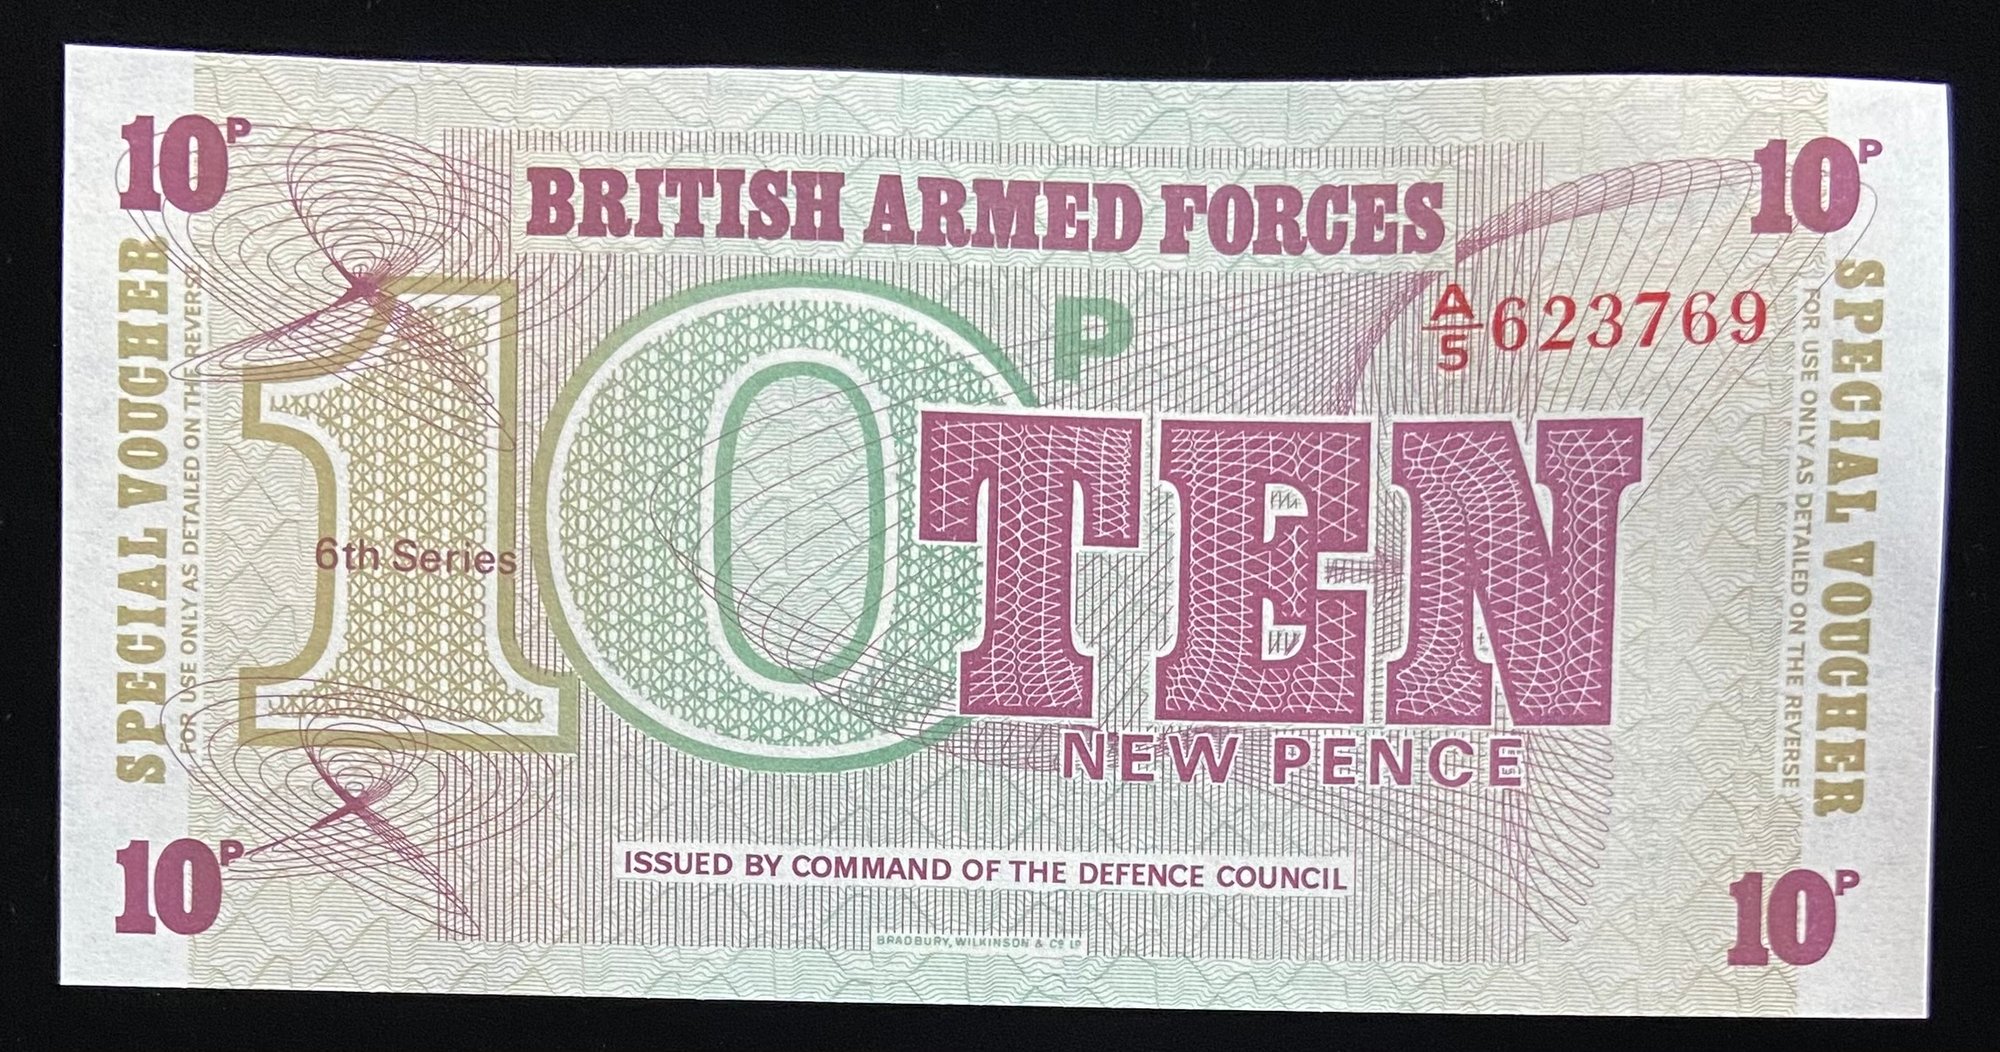 10P
10P
BRITISH ARMED FORCES
A/5 623769
SPECIAL VOUCHER
FOR USE ONLY AS DETAILED ON THE REVERSE
10P
6th Series
TEN
NEW PENCE
SPECIAL VOUCHER
FOR USE ONLY AS DETAILED ON THE REVERSE
ISSUED BY COMMAND OF THE DEFENCE COUNCIL
10P
10P
BRADBURY, WILKINSON & Cº Lº